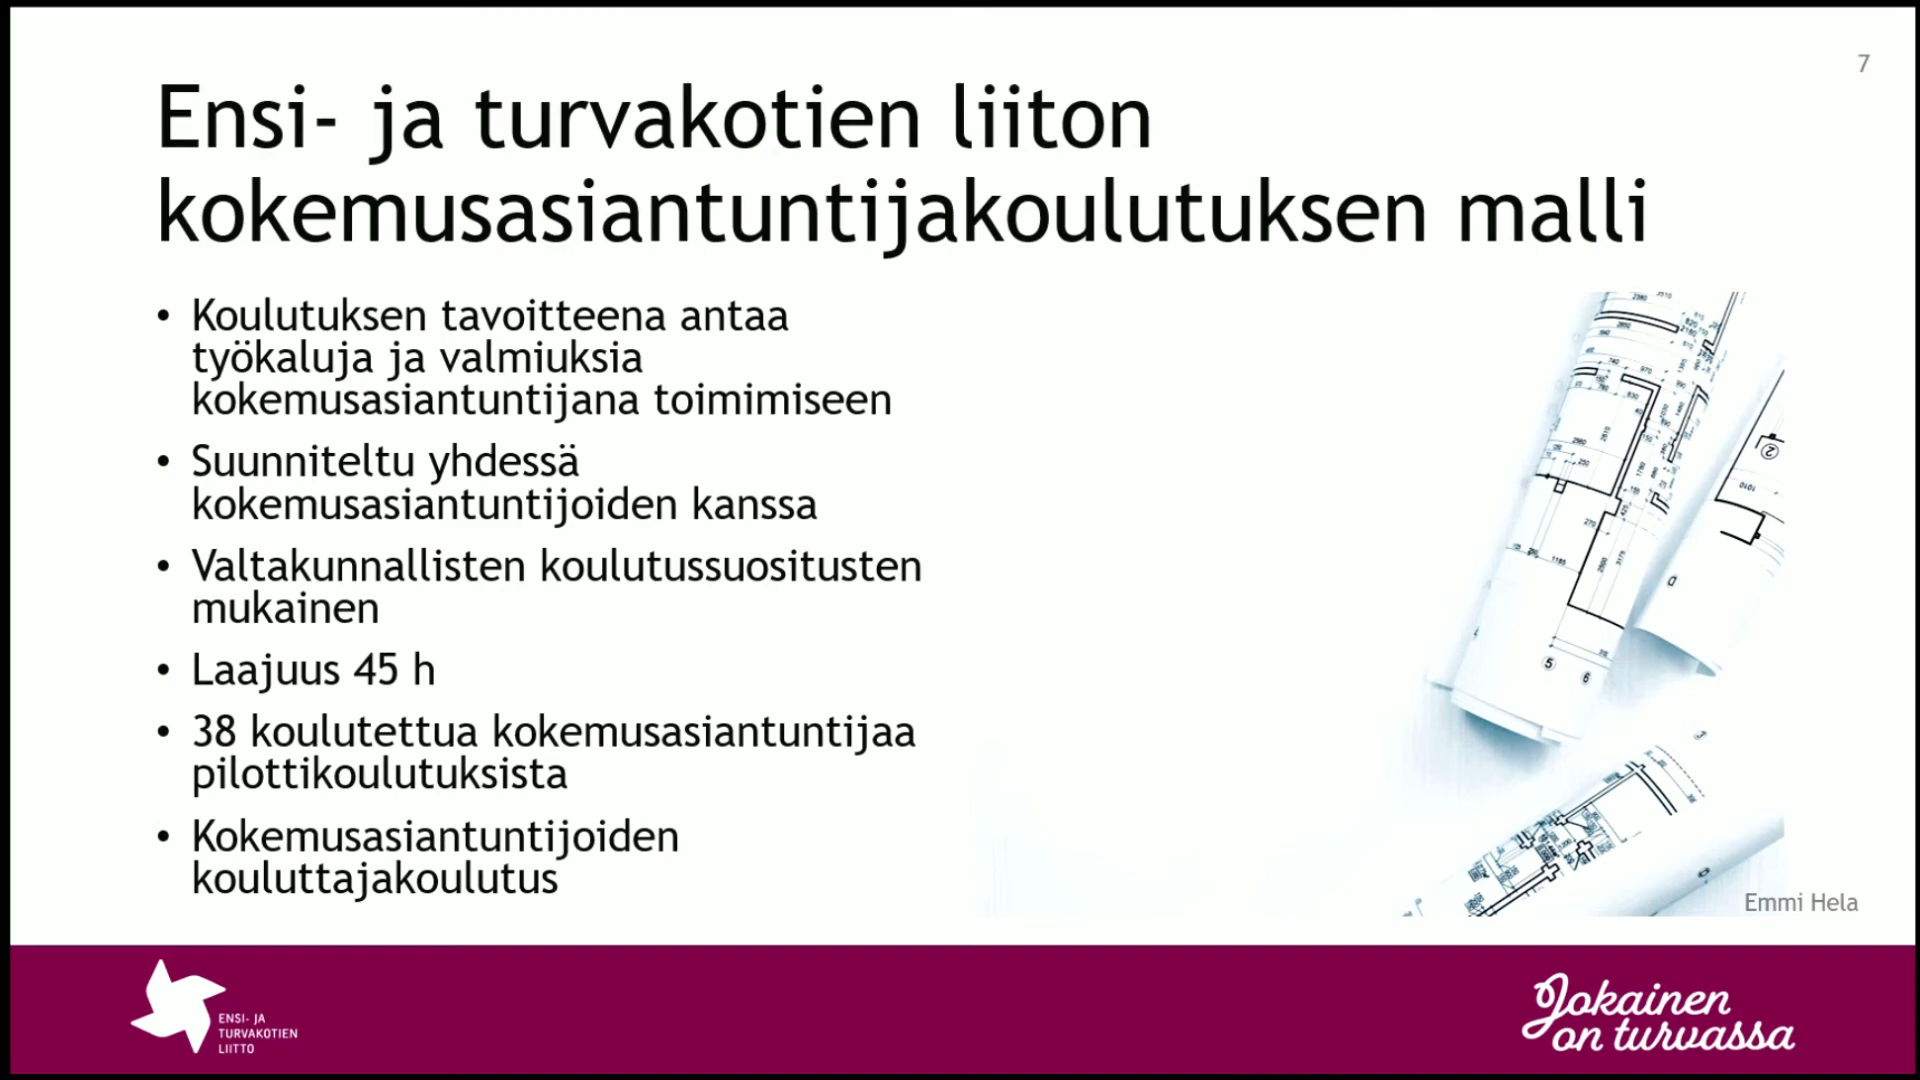 7
Ensi- ja turvakotien liiton
kokemusasiantuntijakoulutuksen malli
• Koulutuksen tavoitteena antaa
työkaluja ja valmiuksia
kokemusasiantuntijana toimimiseen
• Suunniteltu yhdessä
kokemusasiantuntijoiden kanssa
• Valtakunnallisten koulutussuositusten
mukainen
• Laajuus 45 h
• 38 koulutettua kokemusasiantuntijaa
pilottikoulutuksista
• Kokemusasiantuntijoiden
kouluttajakoulutus
Emmi Hela
ENSI- JA
TURVAKOTIEN
LIITTO
Jokainen
on turvassa